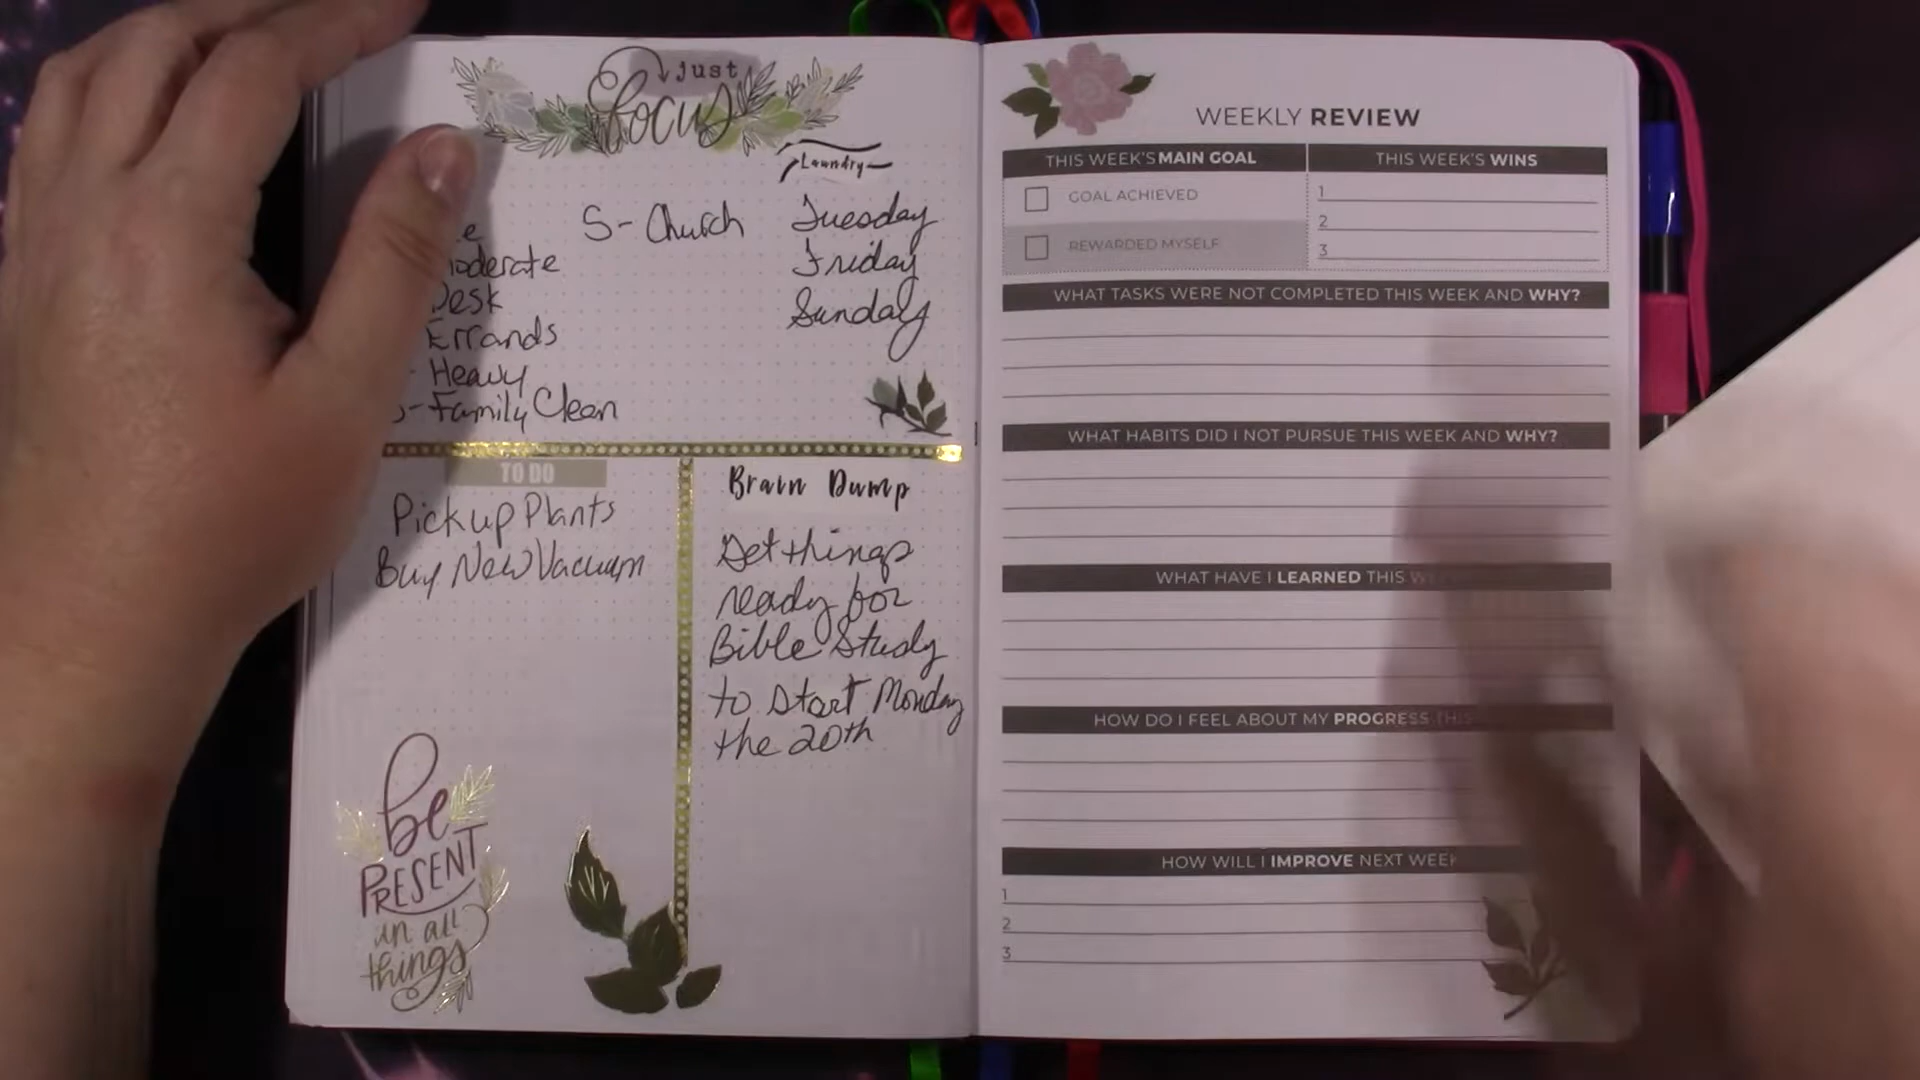 just
focus
Laundry
S- Church
Tuesday
Friday
Sunday
moderate
Desk
Errands
Heavy
-Family Clean
TO DO
Pick up Plants
Buy New Vacuum
Brain Dump
Get things
ready for
Bible Study
to Start Monday
the 20th
be
PRESENT
in all
things
WEEKLY REVIEW
THIS WEEK'S MAIN GOAL
GOAL ACHIEVED
REWARDED MYSELF
THIS WEEK'S WINS
1
2
3
WHAT TASKS WERE NOT COMPLETED THIS WEEK AND WHY?
WHAT HABITS DID I NOT PURSUE THIS WEEK AND WHY?
WHAT HAVE I LEARNED THIS
HOW DO I FEEL ABOUT MY PROGRESS THIS
HOW WILL I IMPROVE NEXT WEEK
1
2
3